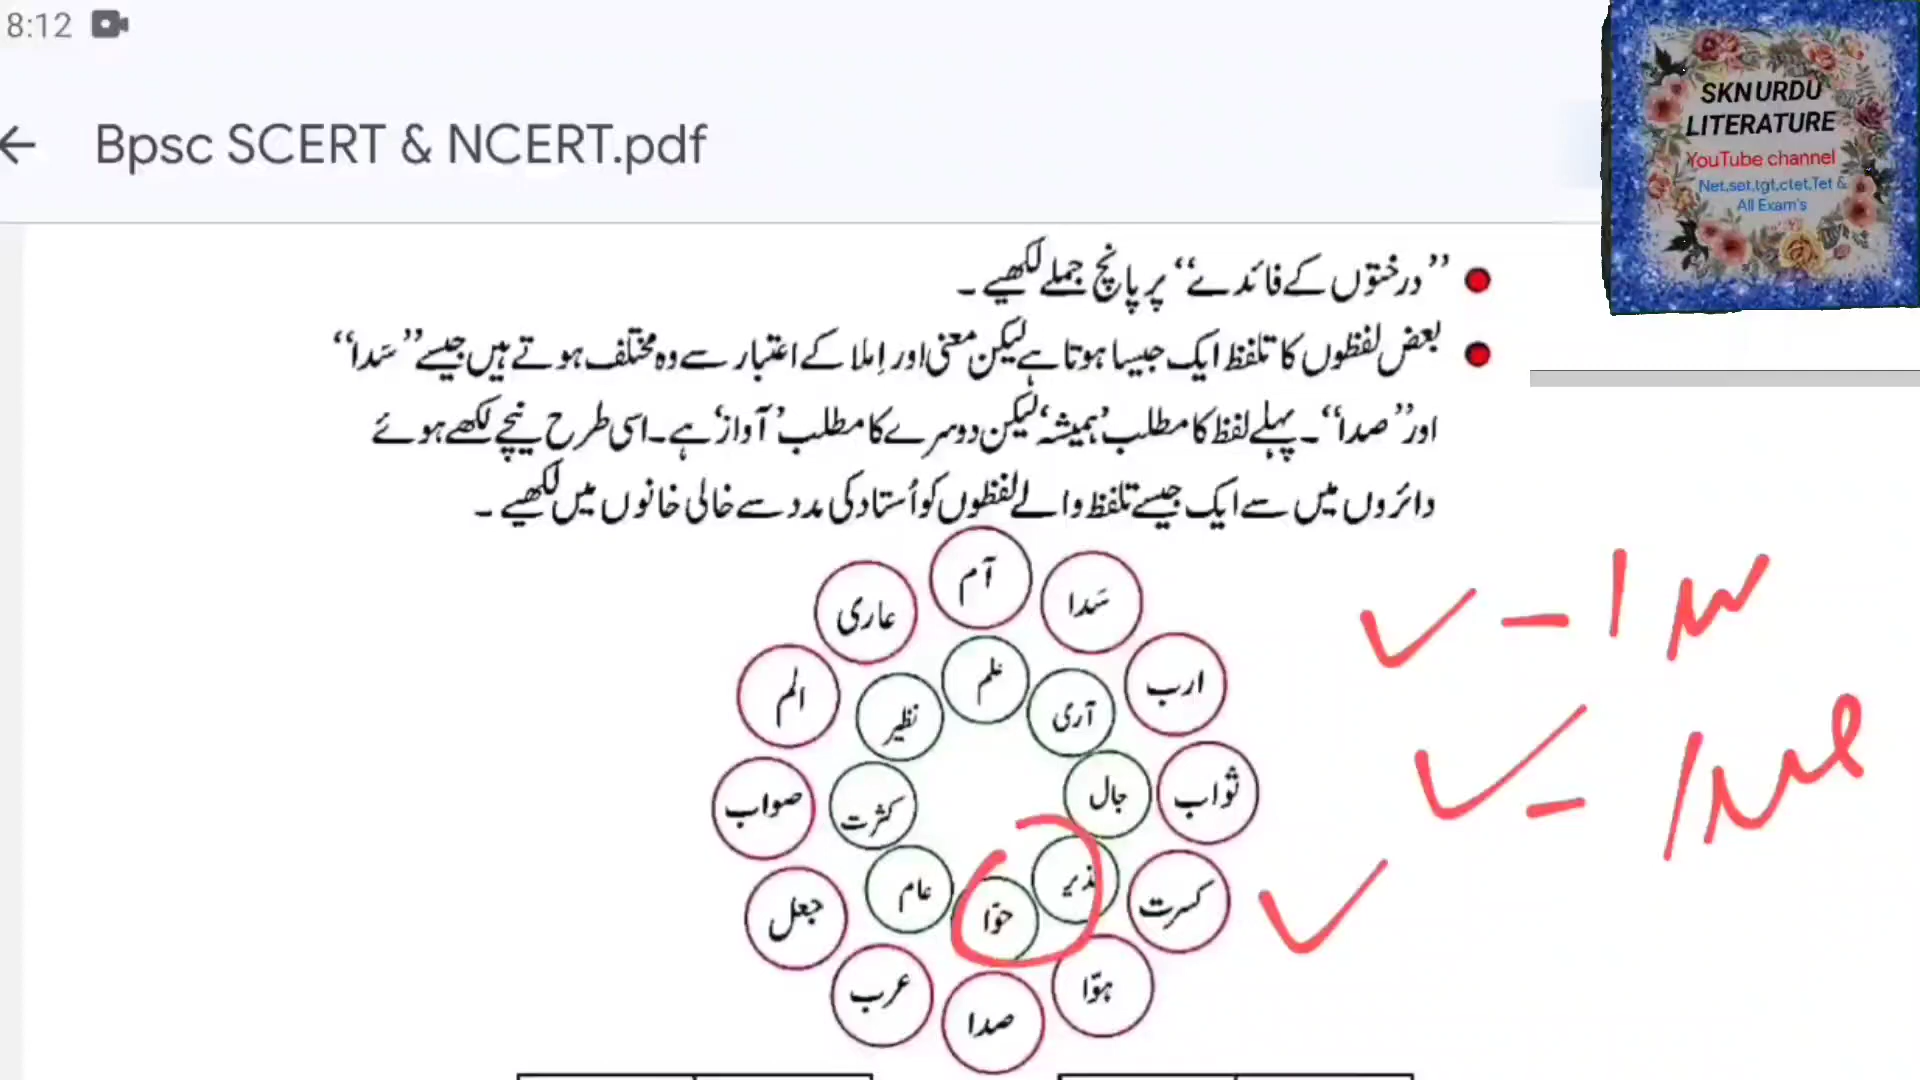 8:12
Bpsc SCERT & NCERT.pdf
SKN URDU
LITERATURE
YouTube channel
Net,set,tgt,ctet,Tet &
All Exam's
”درختوں کے فائدے“ پر پانچ جملے لکھیے۔
بعض لفظوں کا تلفظ ایک جیسا ہوتا ہے لیکن معنی اور اِملا کے اعتبار سے وہ مختلف ہوتے ہیں جیسے ”سَدا“
اور ”صدا“۔ پہلے لفظ کا مطلب ’ہمیشہ‘ لیکن دوسرے کا مطلب ’آواز‘ ہے۔ اسی طرح نیچے لکھے ہوئے
دائروں میں سے ایک جیسے تلفظ والے لفظوں کو اُستاد کی مدد سے خالی خانوں میں لکھیے۔
آم
سَدا
عاری
علم
ارب
الم
نظیر
آری
ثواب
جال
صواب
کثرت
نذیر
کسرت
عام
حوّا
جعل
ہوّا
عرب
صدا